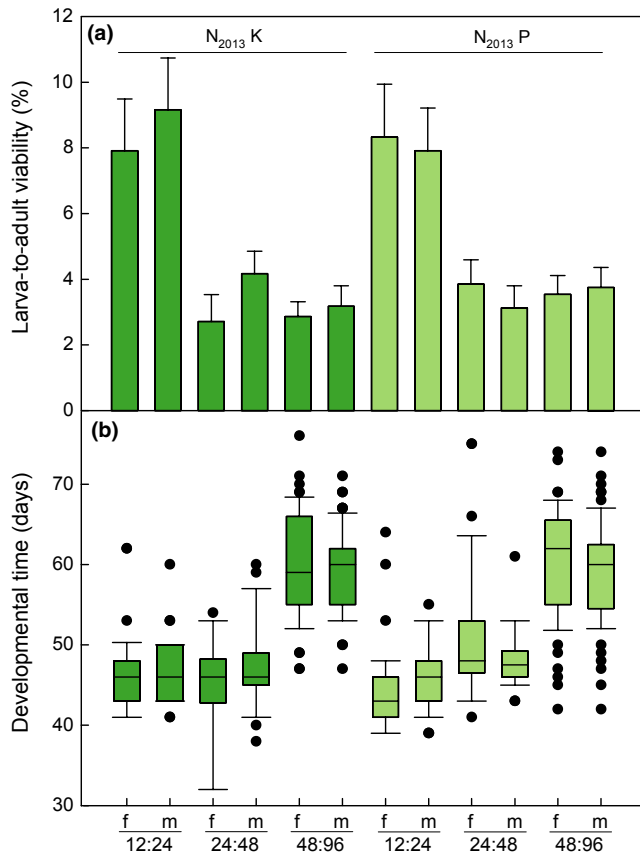 (a)
N2013 K
N2013 P
Larva-to-adult viability (%)
12
10
8
6
4
2
0
(b)
Developmental time (days)
70
60
50
40
30
f m f m f m f m f m f m
12:24 24:48 48:96 12:24 24:48 48:96